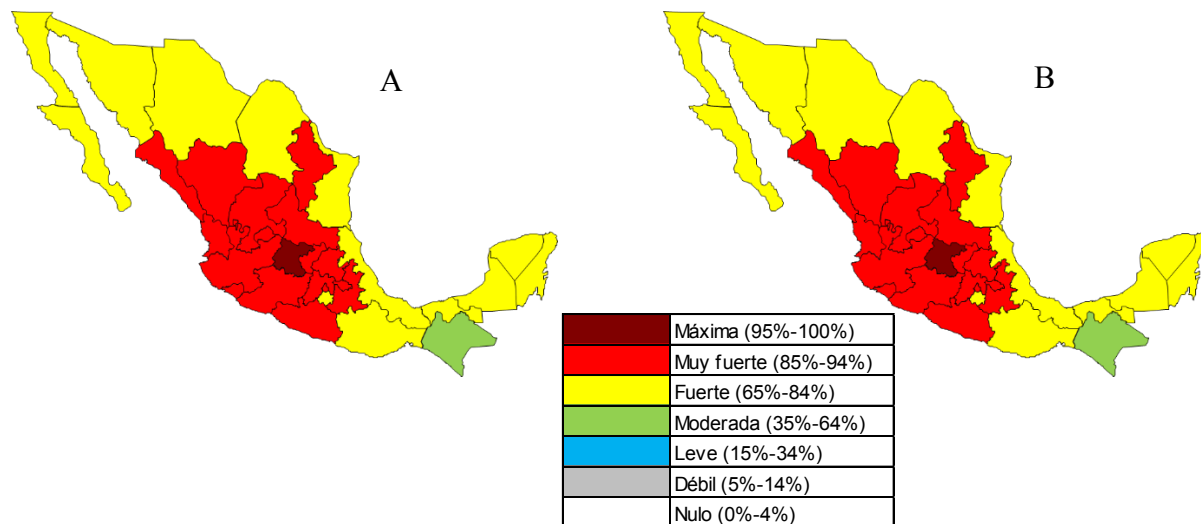 A
B
Máxima (95%-100%)
Muy fuerte (85%-94%)
Fuerte (65%-84%)
Moderada (35%-64%)
Leve (15%-34%)
Débil (5%-14%)
Nulo (0%-4%)